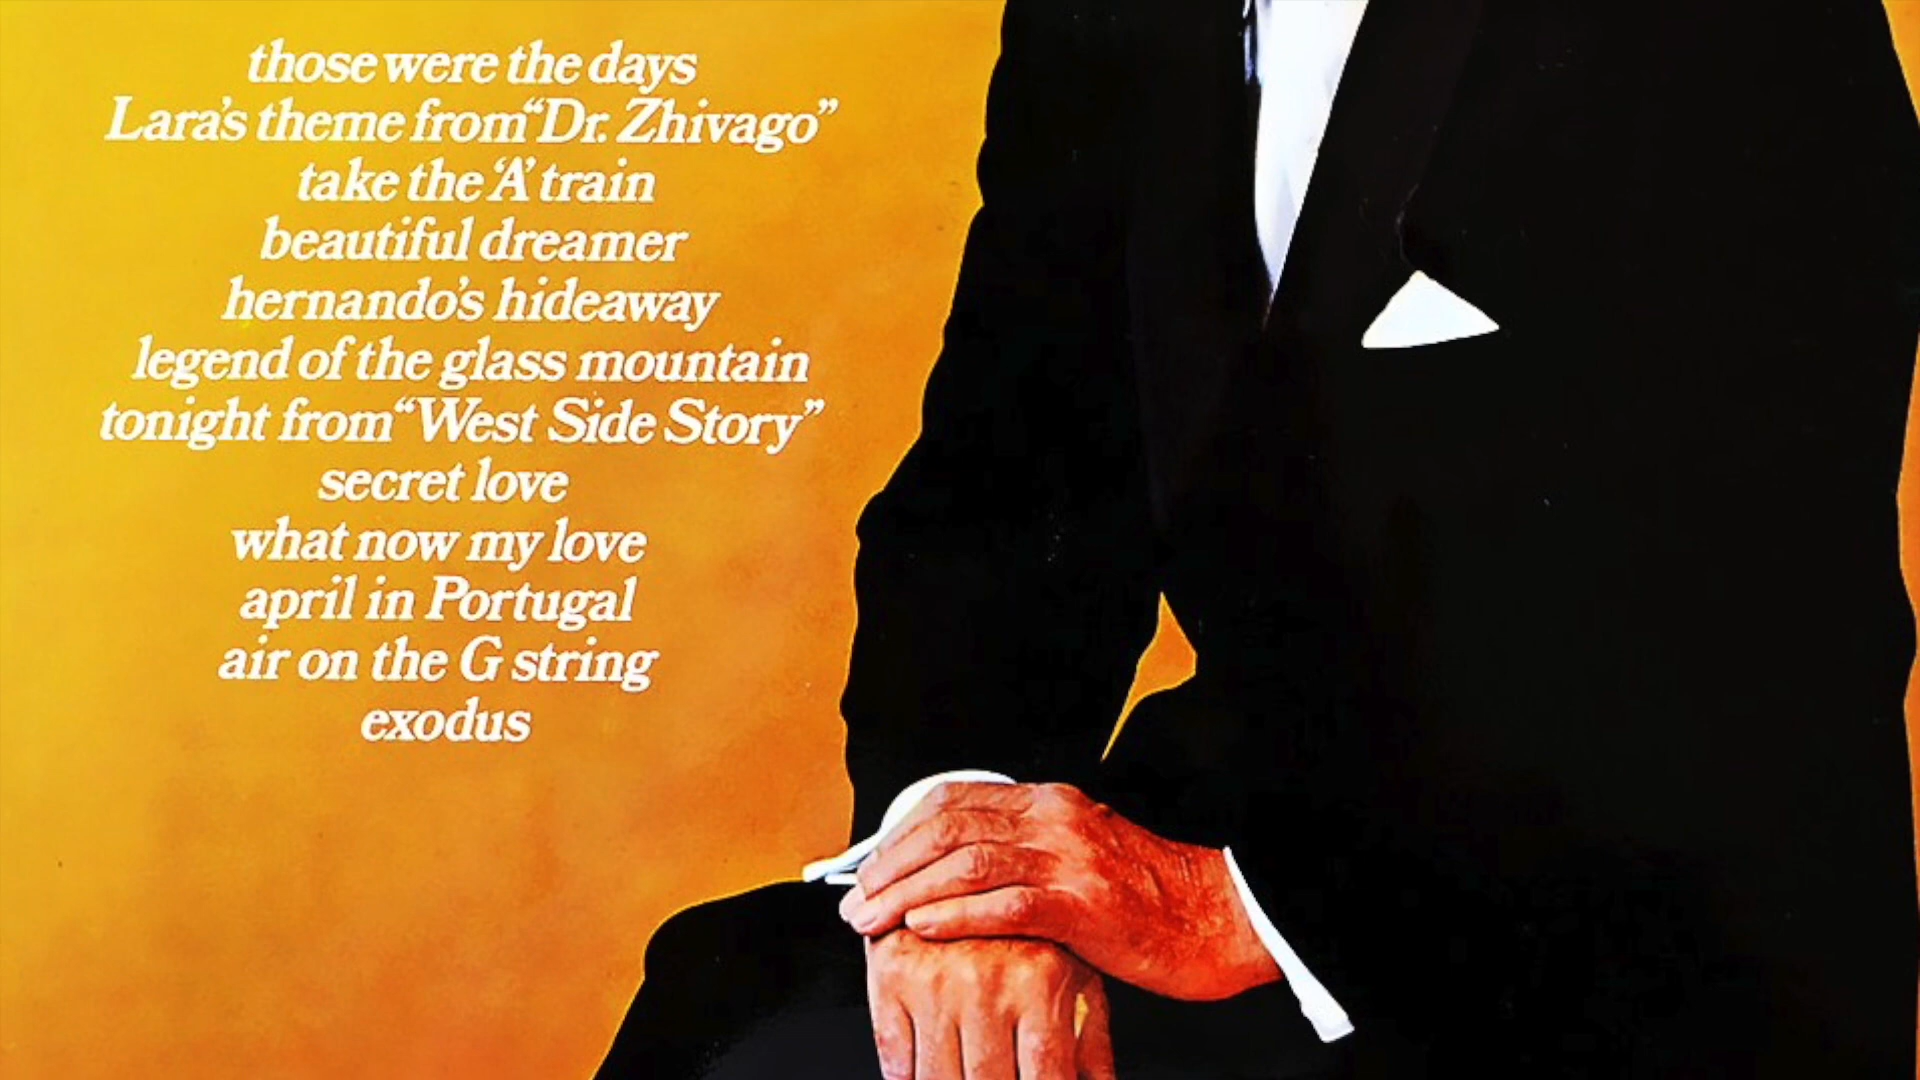 those were the days
Lara's theme from "Dr. Zhivago"
take the 'A' train
beautiful dreamer
hernando's hideaway
legend of the glass mountain
tonight from "West Side Story"
secret love
what now my love
april in Portugal
air on the G string
exodus